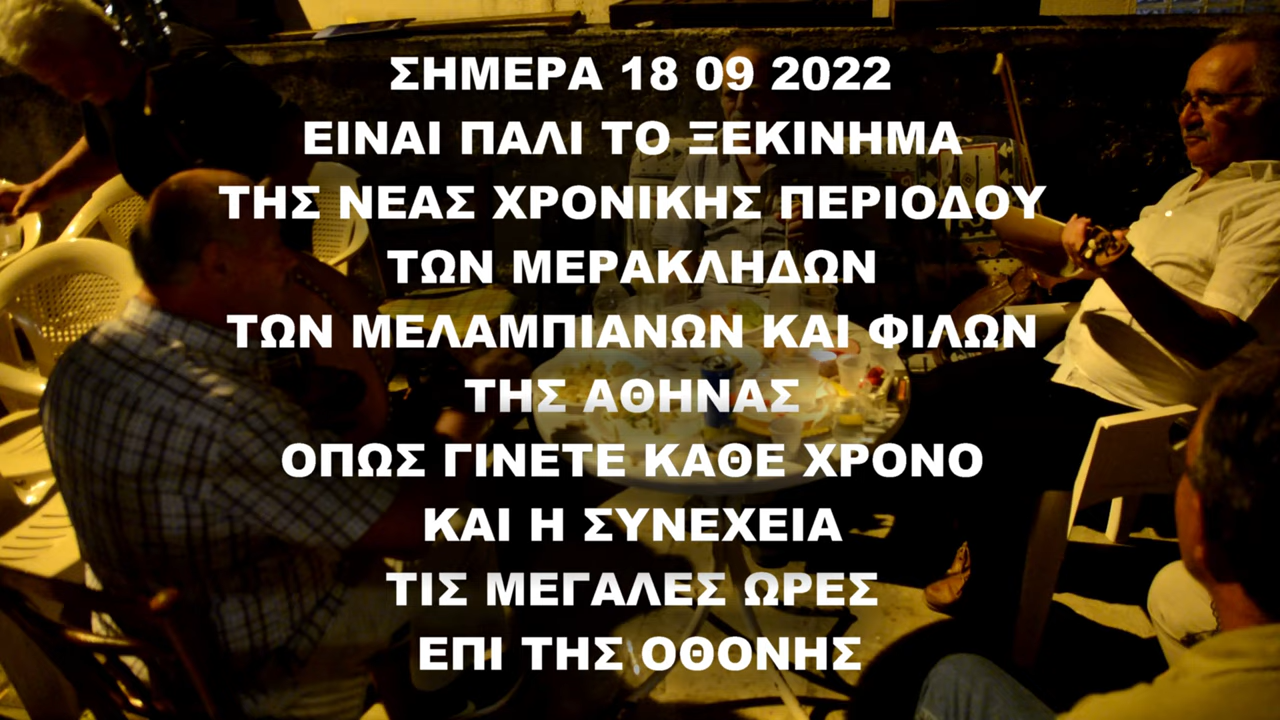 ΣΗΜΕΡΑ 18 09 2022
ΕΙΝΑΙ ΠΑΛΙ ΤΟ ΞΕΚΙΝΗΜΑ
ΤΗΣ ΝΕΑΣ ΧΡΟΝΙΚΗΣ ΠΕΡΙΟΔΟΥ
ΤΩΝ ΜΕΡΑΚΛΗΔΩΝ
ΤΩΝ ΜΕΛΑΜΠΙΑΝΩΝ ΚΑΙ ΦΙΛΩΝ
ΤΗΣ ΑΘΗΝΑΣ
ΟΠΩΣ ΓΙΝΕΤΕ ΚΑΘΕ ΧΡΟΝΟ
ΚΑΙ Η ΣΥΝΕΧΕΙΑ
ΤΙΣ ΜΕΓΑΛΕΣ ΩΡΕΣ
ΕΠΙ ΤΗΣ ΟΘΟΝΗΣ